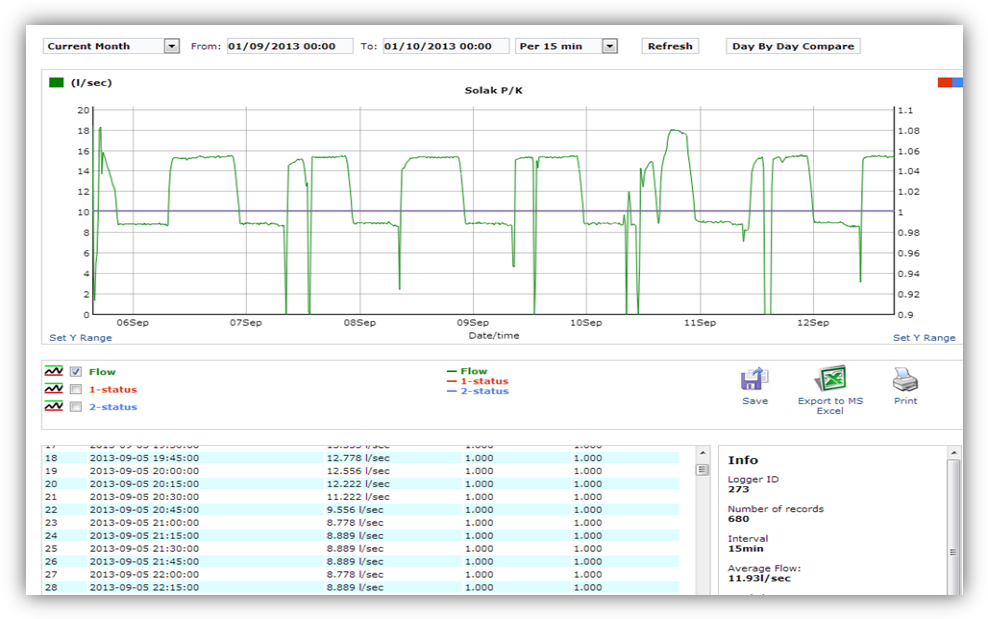 Current Month From: 01/09/2013 00:00 To: 01/10/2013 00:00 Per 15 min Refresh Day By Day Compare
(l/sec)
Solak P/K
20 1.1
18 1.08
16 1.06
14 1.04
12 1.02
10 1
8 0.98
6 0.96
4 0.94
2 0.92
0 0.9
06Sep 07Sep 08Sep 09Sep 10Sep 11Sep 12Sep
Date/time
Set Y Range Set Y Range
Flow
1-status
2-status
Flow
1-status
2-status
Save
Export to MS
Excel
Print
17 2013-09-05 19:30:00 l/sec 1.000 1.000
18 2013-09-05 19:45:00 12.778 l/sec 1.000 1.000
19 2013-09-05 20:00:00 12.556 l/sec 1.000 1.000
20 2013-09-05 20:15:00 12.222 l/sec 1.000 1.000
21 2013-09-05 20:30:00 11.222 l/sec 1.000 1.000
22 2013-09-05 20:45:00 9.556 l/sec 1.000 1.000
23 2013-09-05 21:00:00 8.778 l/sec 1.000 1.000
24 2013-09-05 21:15:00 8.889 l/sec 1.000 1.000
25 2013-09-05 21:30:00 8.889 l/sec 1.000 1.000
26 2013-09-05 21:45:00 8.889 l/sec 1.000 1.000
27 2013-09-05 22:00:00 8.778 l/sec 1.000 1.000
28 2013-09-05 22:15:00 8.889 l/sec 1.000 1.000
Info
Logger ID
273
Number of records
680
Interval
15min
Average Flow:
11.93l/sec